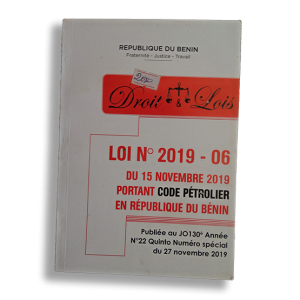 REPUBLIQUE DU BENIN
Fraternité - Justice - Travail
Droit & Lois
LOI N° 2019 - 06
DU 15 NOVEMBRE 2019
PORTANT CODE PÉTROLIER
EN RÉPUBLIQUE DU BÉNIN
Publiée au JO130e Année
N°22 Quinto Numéro spécial
du 27 novembre 2019